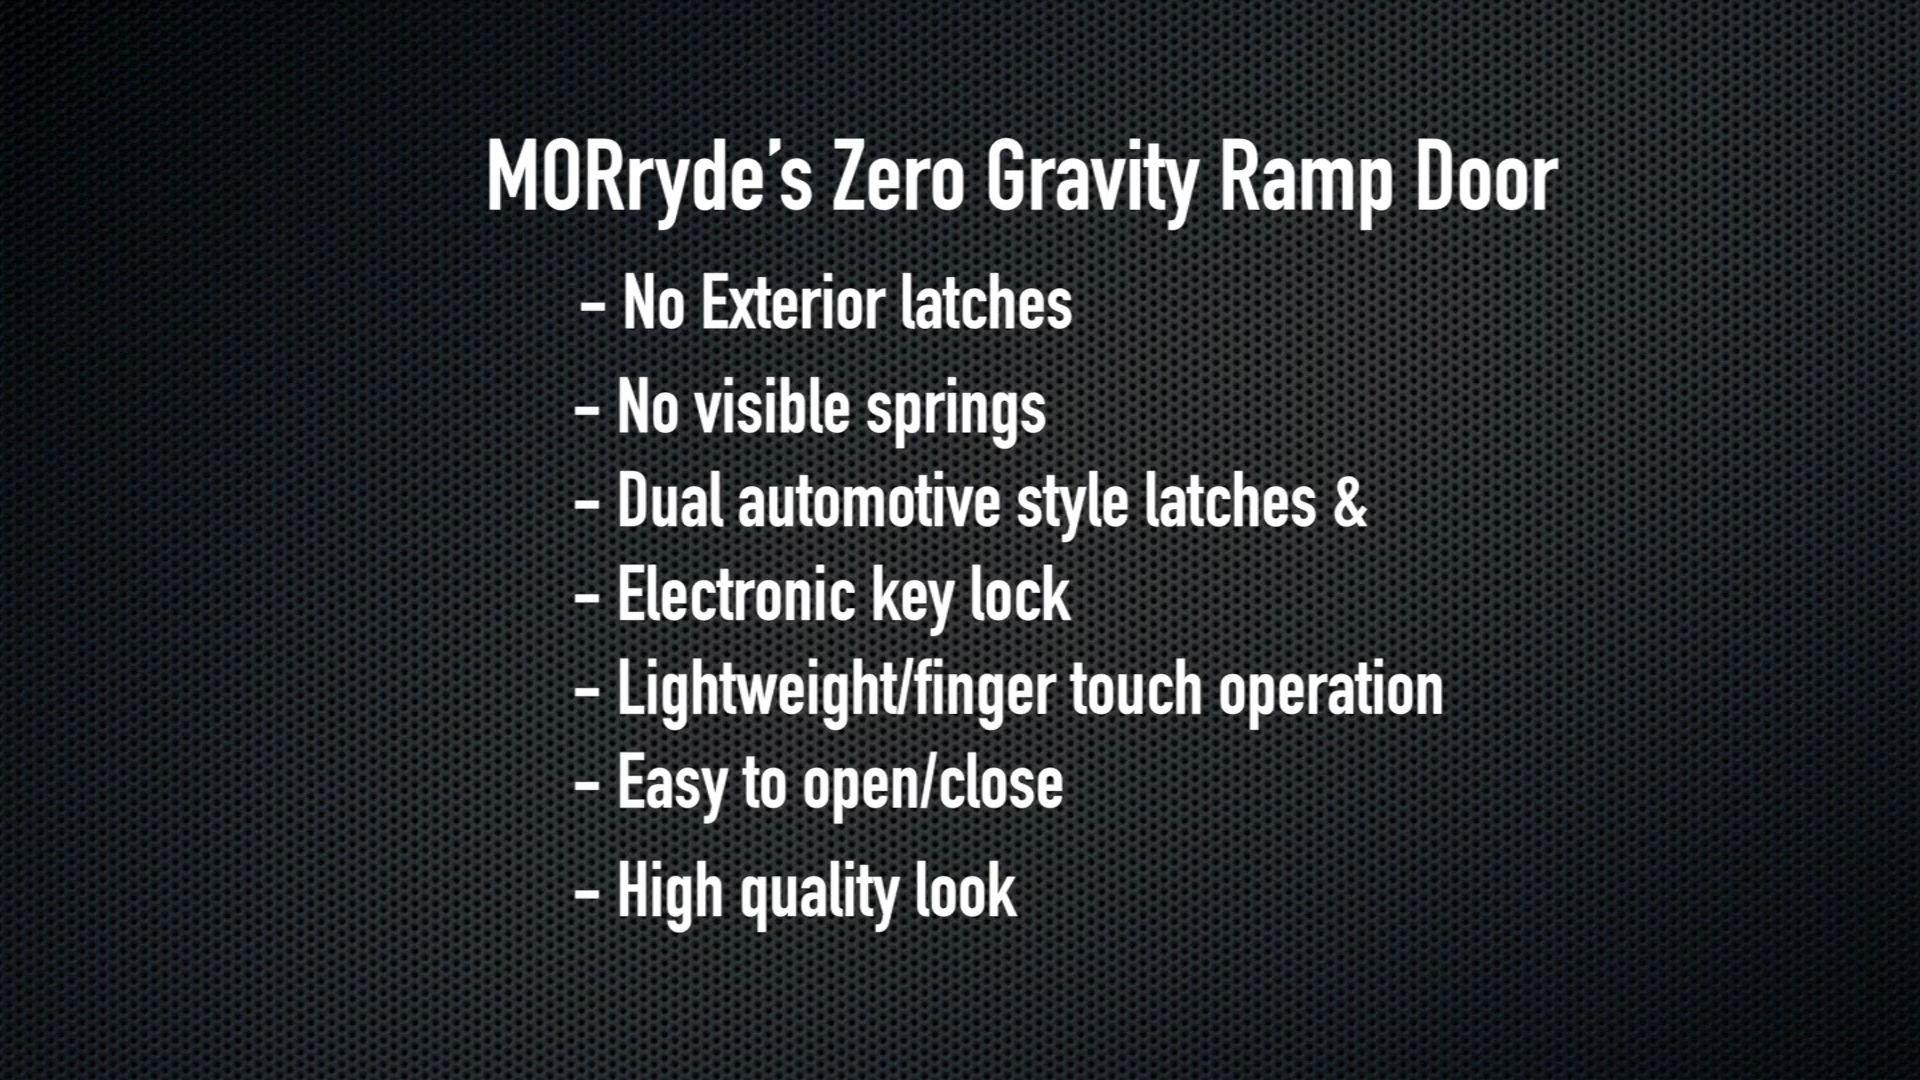 MORryde’s Zero Gravity Ramp Door
- No Exterior latches
- No visible springs
- Dual automotive style latches &
- Electronic key lock
- Lightweight/finger touch operation
- Easy to open/close
- High quality look